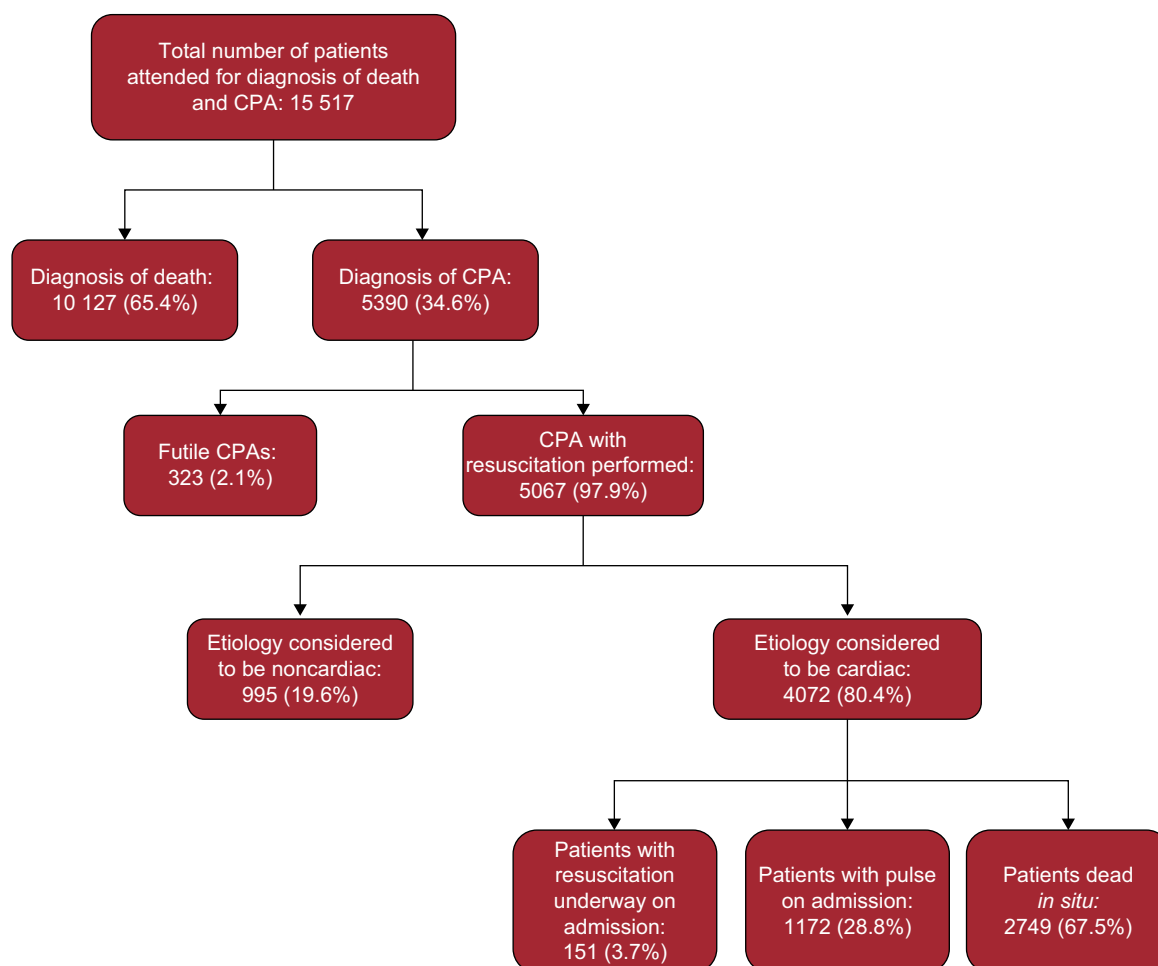 Total number of patients
attended for diagnosis of death
and CPA: 15 517
Diagnosis of death:
10 127 (65.4%)
Diagnosis of CPA:
5390 (34.6%)
Futile CPAs:
323 (2.1%)
CPA with
resuscitation performed:
5067 (97.9%)
Etiology considered
to be noncardiac:
995 (19.6%)
Etiology considered
to be cardiac:
4072 (80.4%)
Patients with
resuscitation
underway on
admission:
151 (3.7%)
Patients with pulse
on admission:
1172 (28.8%)
Patients dead
in situ:
2749 (67.5%)